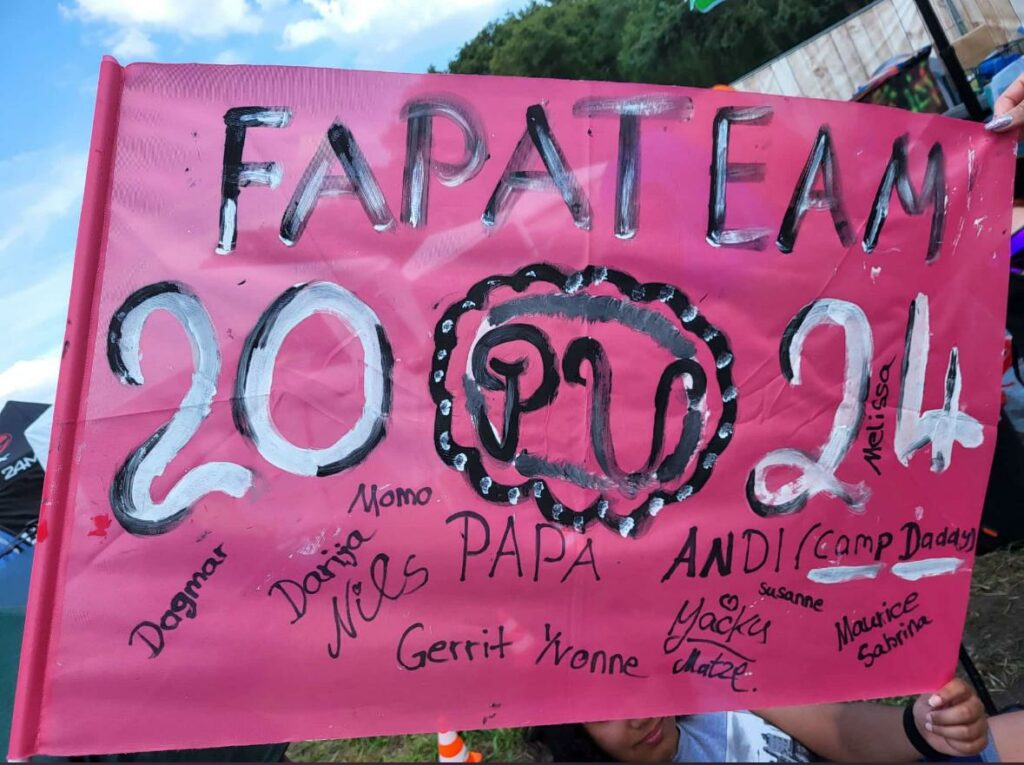 FAPATEAM
20 PU 24
Melissa
Momo
PAPA
ANDI (Camp Daddy)
Dagmar
Darija
Nils
Susanne
Gerrit
Yvonne
Yacky
Matze.
Maurice
Sabrina